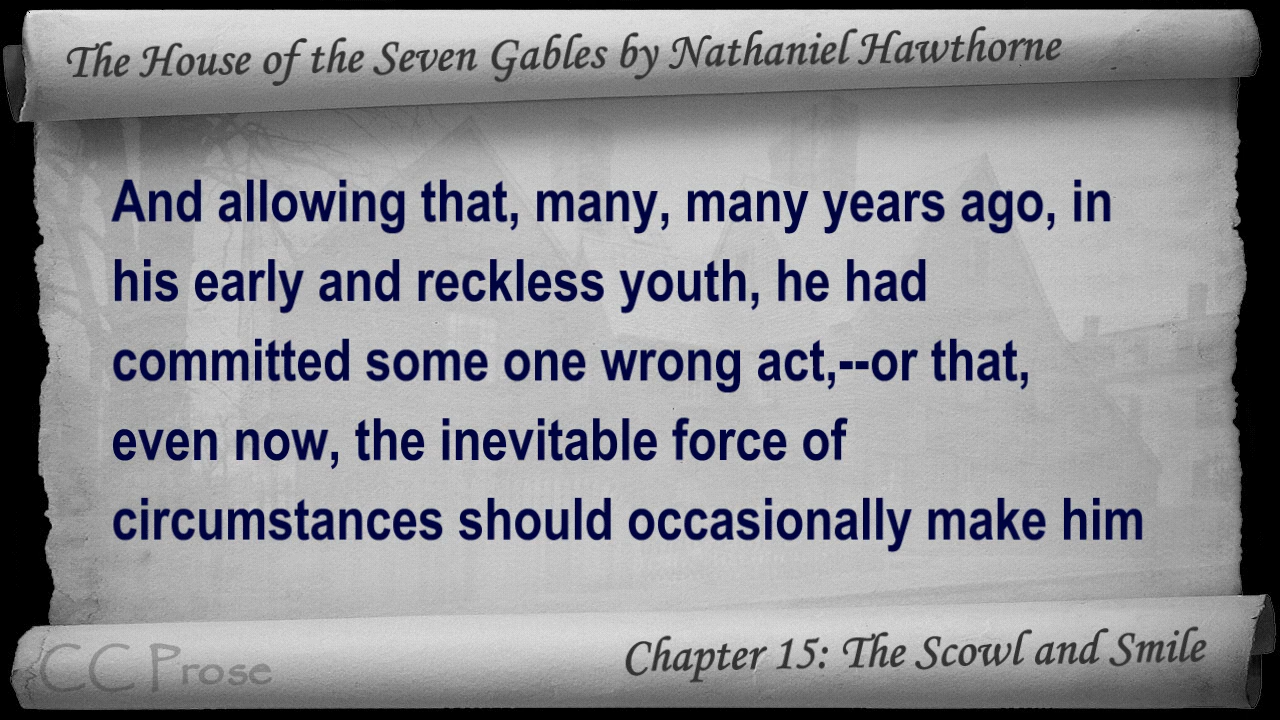 The House of the Seven Gables by Nathaniel Hawthorne
And allowing that, many, many years ago, in
his early and reckless youth, he had
committed some one wrong act,--or that,
even now, the inevitable force of
circumstances should occasionally make him
CC Prose
Chapter 15: The Scowl and Smile